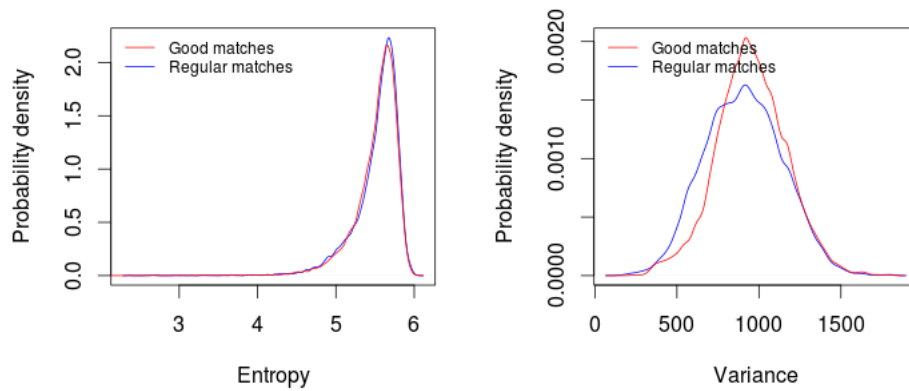 Good matches
Regular matches
Probability density
0.0
0.5
1.0
1.5
2.0
3
4
5
6
Entropy
Good matches
Regular matches
Probability density
0.0000
0.0010
0.0020
0
500
1000
1500
Variance